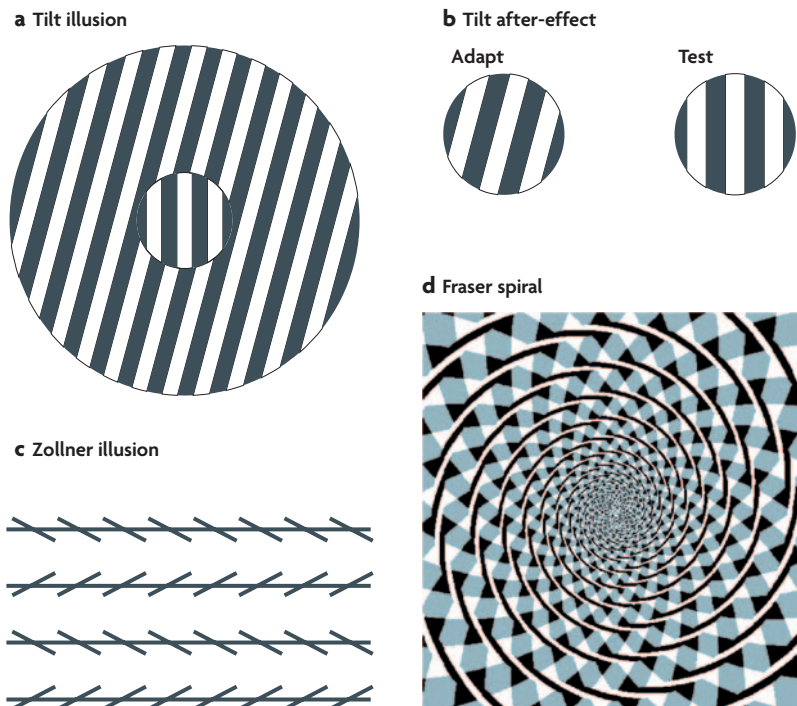 a Tilt illusion
b Tilt after-effect
Adapt
Test
c Zollner illusion
d Fraser spiral